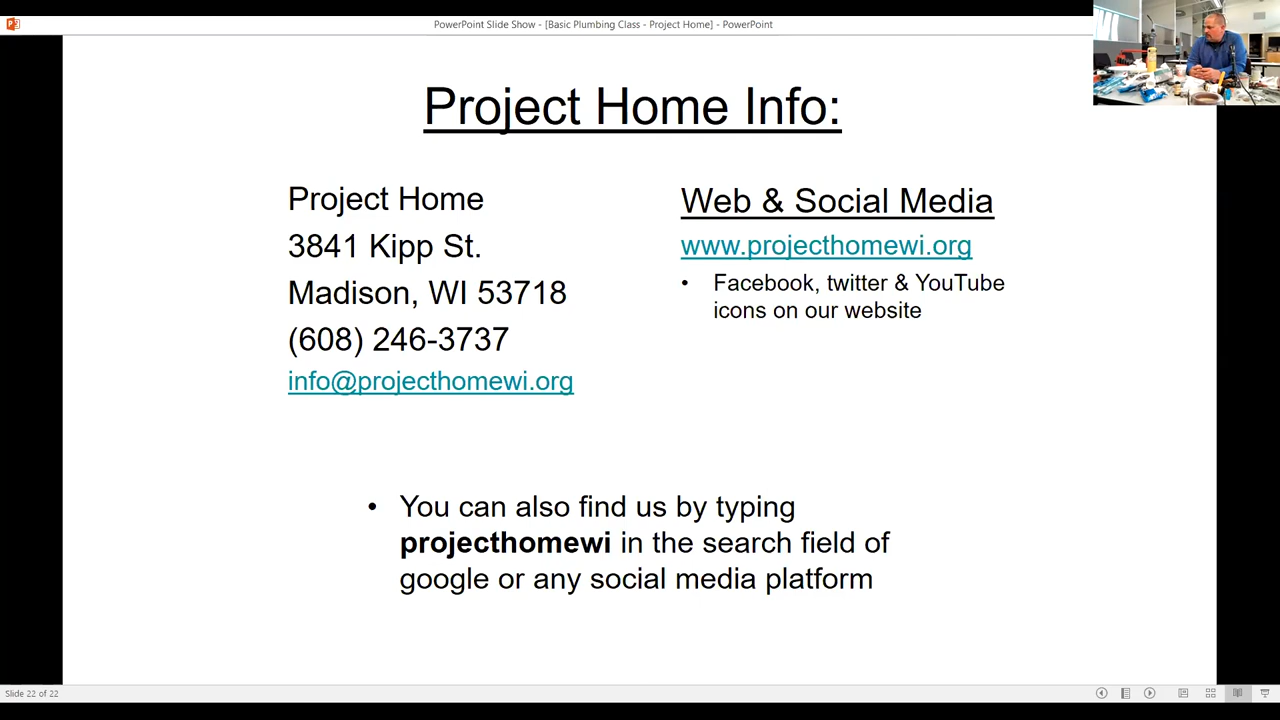 PowerPoint Slide Show - [Basic Plumbing Class - Project Home] - PowerPoint
Project Home Info:
Project Home
3841 Kipp St.
Madison, WI 53718
(608) 246-3737
info@projecthomewi.org
Web & Social Media
www.projecthomewi.org
• Facebook, twitter & YouTube
icons on our website
• You can also find us by typing
projecthomewi in the search field of
google or any social media platform
Slide 22 of 22